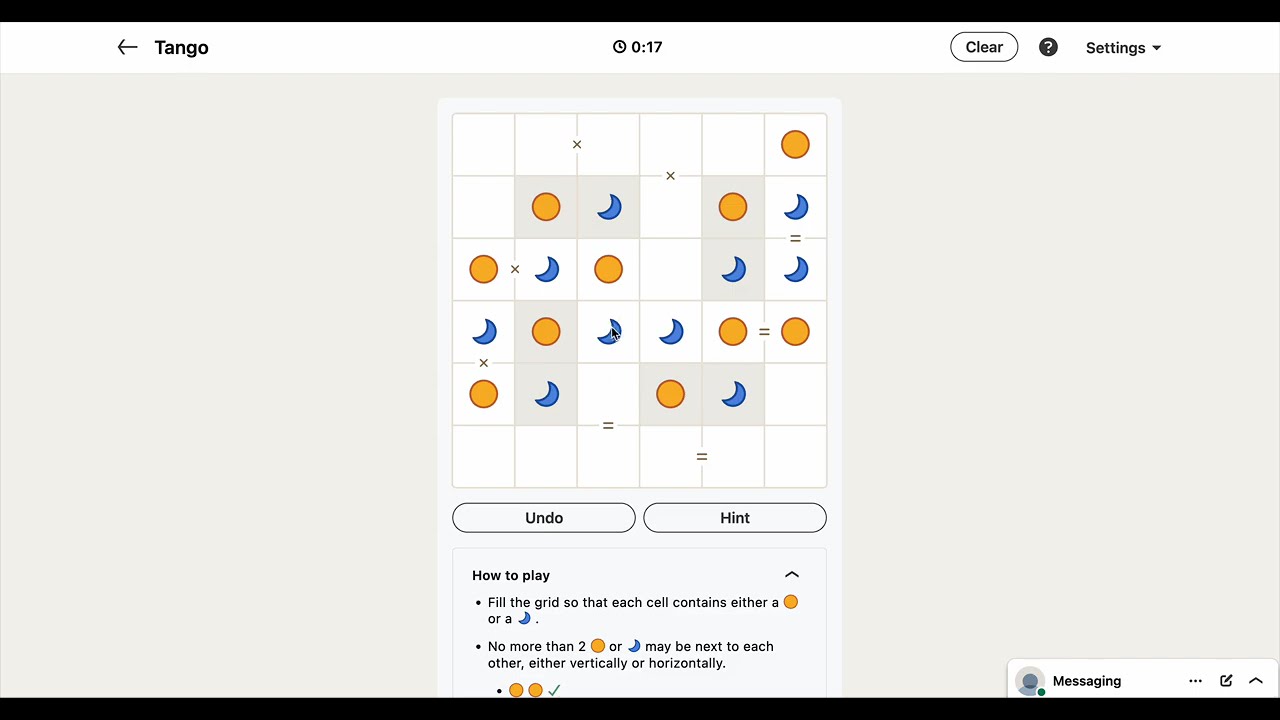 Tango
0:17
Clear
?
Settings
×
×
=
×
=
×
=
=
Undo
Hint
How to play
• Fill the grid so that each cell contains either a
or a .
• No more than 2 or may be next to each
other, either vertically or horizontally.
• ✓
Messaging